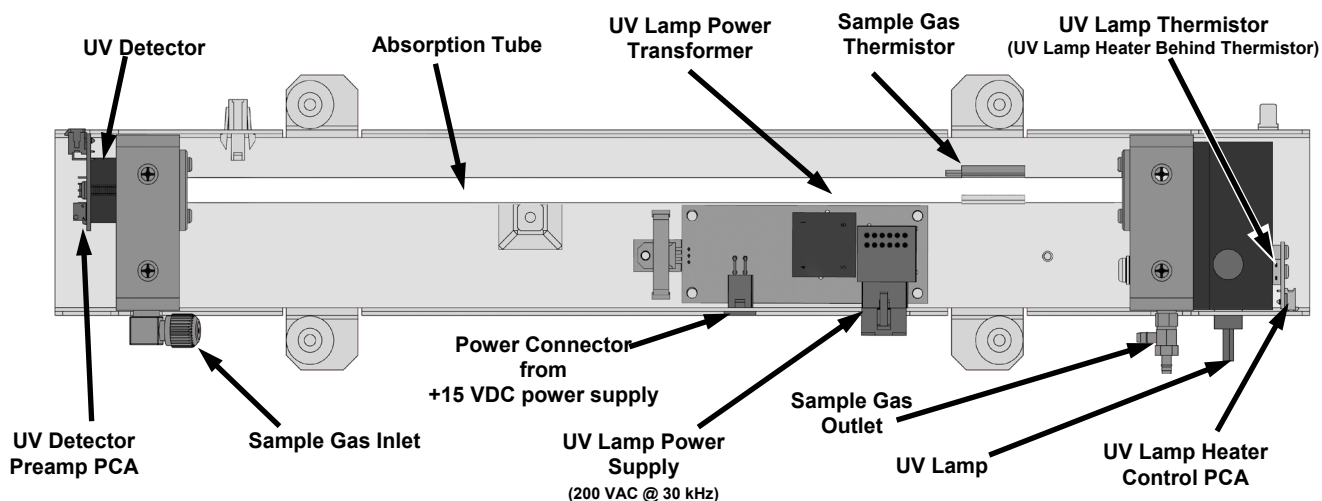 UV Detector
Absorption Tube
UV Lamp Power
Transformer
Sample Gas
Thermistor
UV Lamp Thermistor
(UV Lamp Heater Behind Thermistor)
Power Connector
from
+15 VDC power supply
UV Detector
Preamp PCA
Sample Gas Inlet
UV Lamp Power
Supply
(200 VAC @ 30 kHz)
Sample Gas
Outlet
UV Lamp
UV Lamp Heater
Control PCA